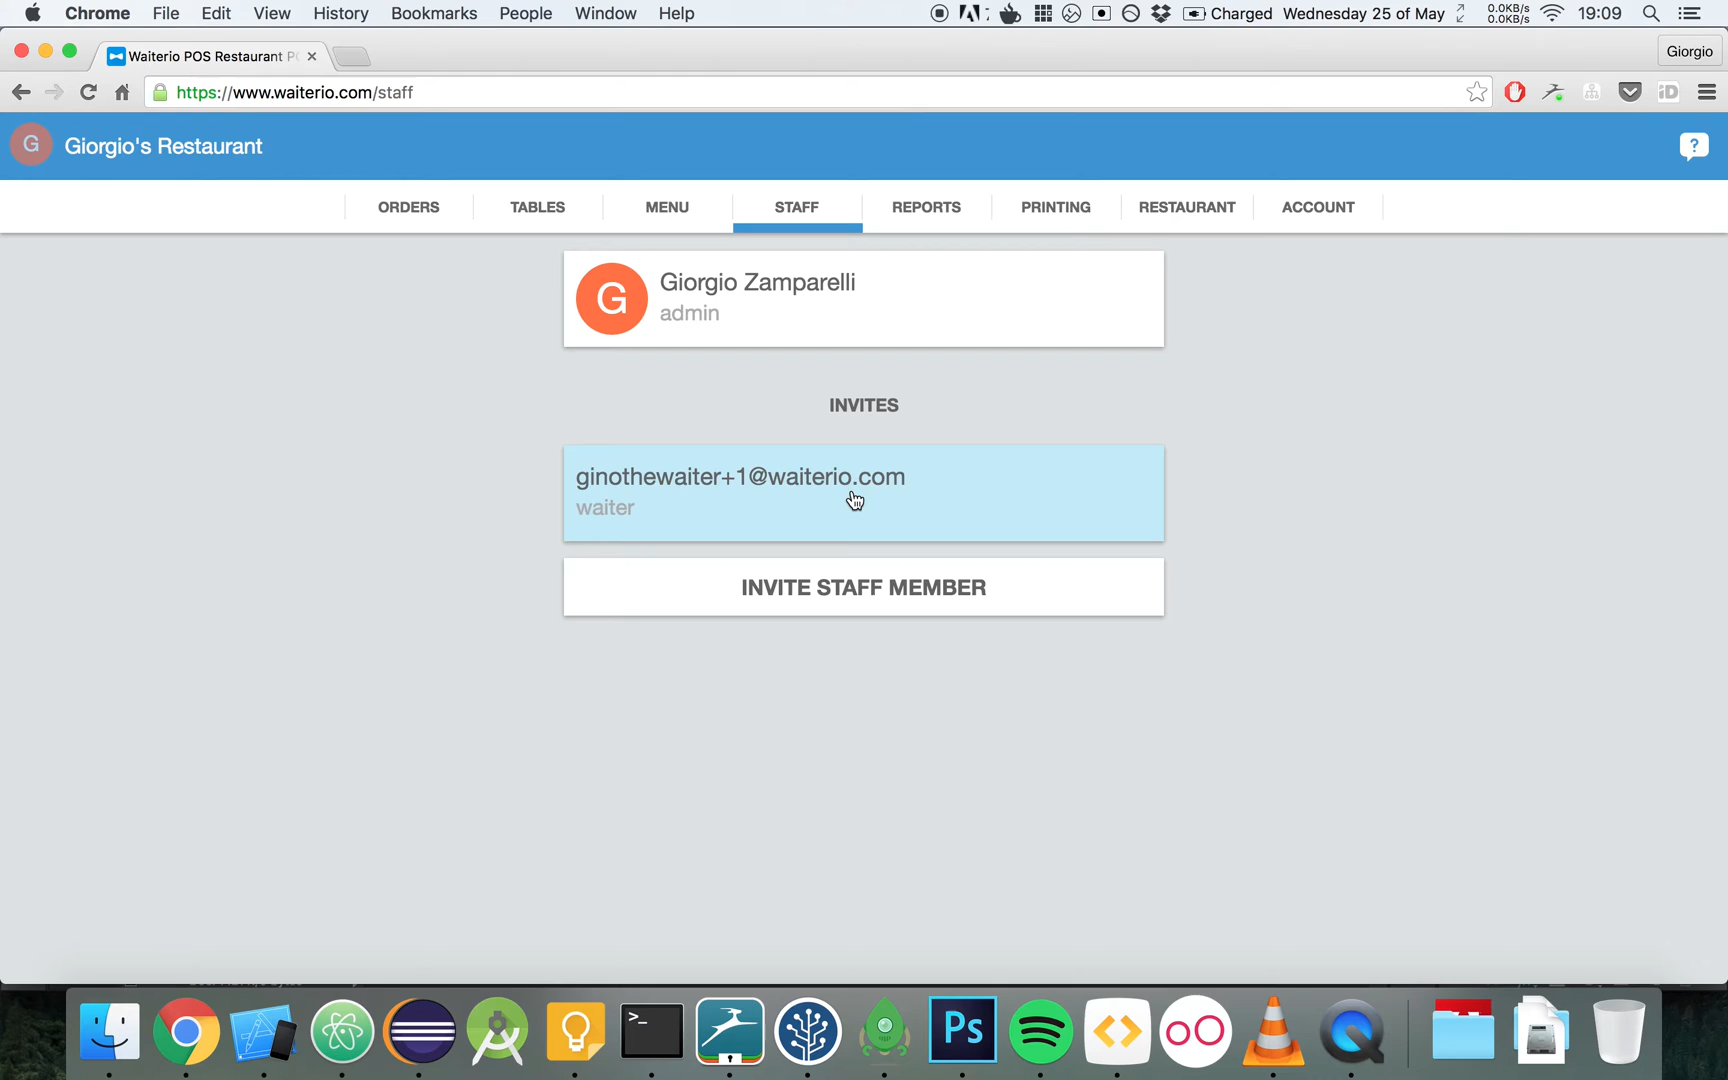 Chrome File Edit View History Bookmarks People Window Help Charged Wednesday 25 of May 0.0KB/s 0.0KB/s 19:09
Waiterio POS Restaurant PO
Giorgio
https://www.waiterio.com/staff
iD
G Giorgio's Restaurant ?
ORDERS TABLES MENU STAFF REPORTS PRINTING RESTAURANT ACCOUNT
G
Giorgio Zamparelli
admin
INVITES
ginothewaiter+1@waiterio.com
waiter
INVITE STAFF MEMBER
>_
Ps